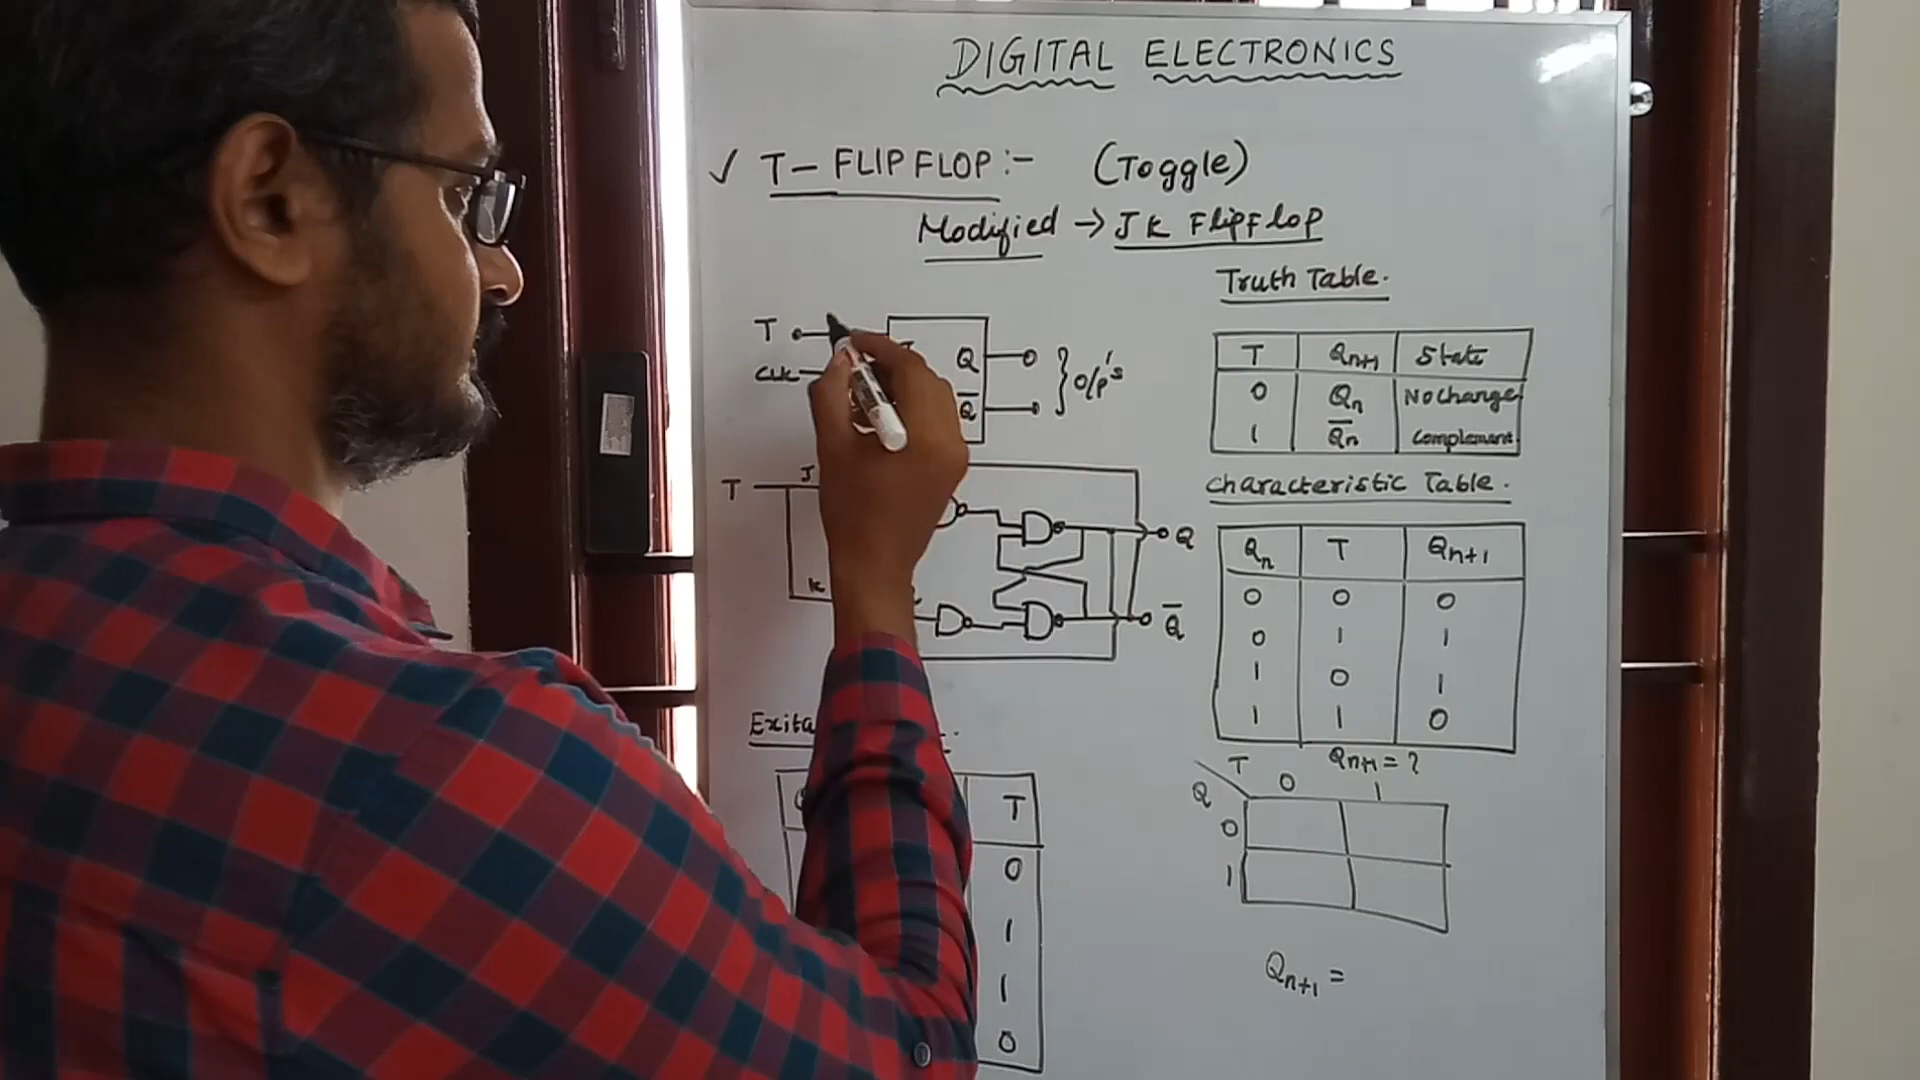 DIGITAL ELECTRONICS
✓ T- FLIP FLOP:- (Toggle)
Modified → JK FlipFlop
Truth Table.
T Qn+1 State
0 Qn No change
1 Q̅n Complement
T
CLK
Q
Q̅
} O/p's
Characteristic Table.
Qn T Qn+1
0 0 0
0 1 1
1 0 1
1 1 0
T J
K
Q
Q̅
T
0
1
1
0
Qn+1 = ?
T 0 1
Q
0
1
Qn+1 =